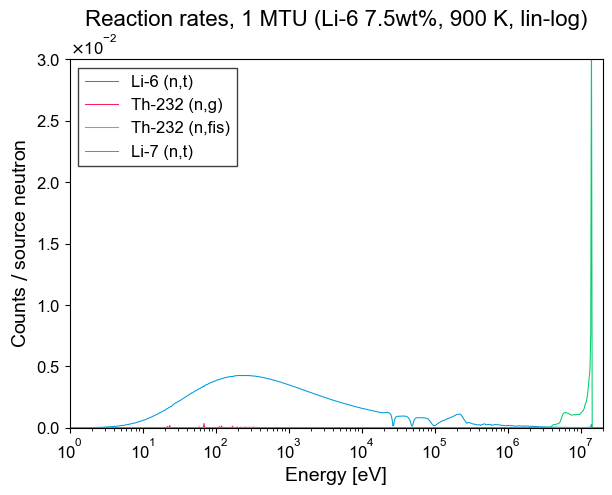 Reaction rates, 1 MTU (Li-6 7.5wt%, 900 K, lin-log)
×10⁻²
3.0
2.5
2.0
1.5
1.0
0.5
0.0
Counts / source neutron
Li-6 (n,t)
Th-232 (n,g)
Th-232 (n,fis)
Li-7 (n,t)
10⁰ 10¹ 10² 10³ 10⁴ 10⁵ 10⁶ 10⁷
Energy [eV]